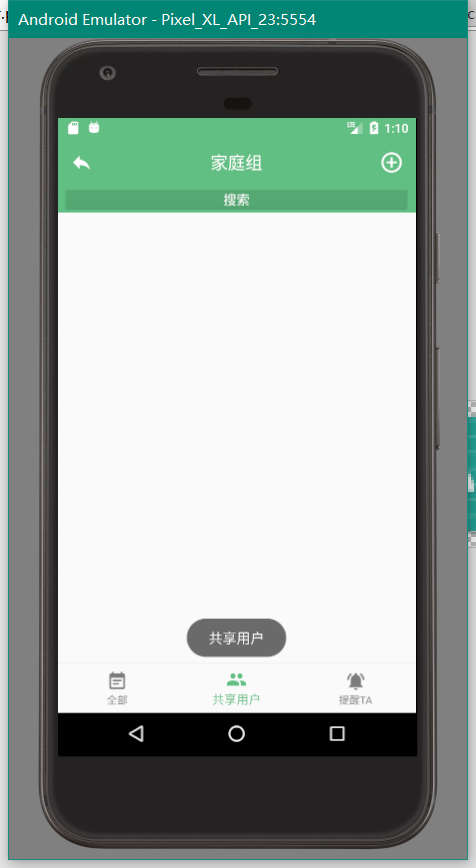 Android Emulator - Pixel_XL_API_23:5554
LTE 1:10
家庭组
搜索
共享用户
全部
共享用户
提醒TA